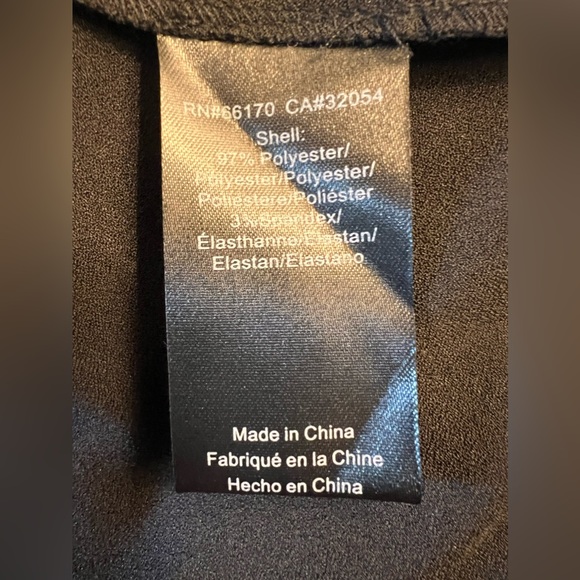 RN#66170 CA#32054
Shell:
97% Polyester/
Polyester/Polyester/
Poliestere/Poliéster
3%Spandex/
Élasthanne/Elastan/
Elastan/Elastano
Made in China
Fabriqué en la Chine
Hecho en China